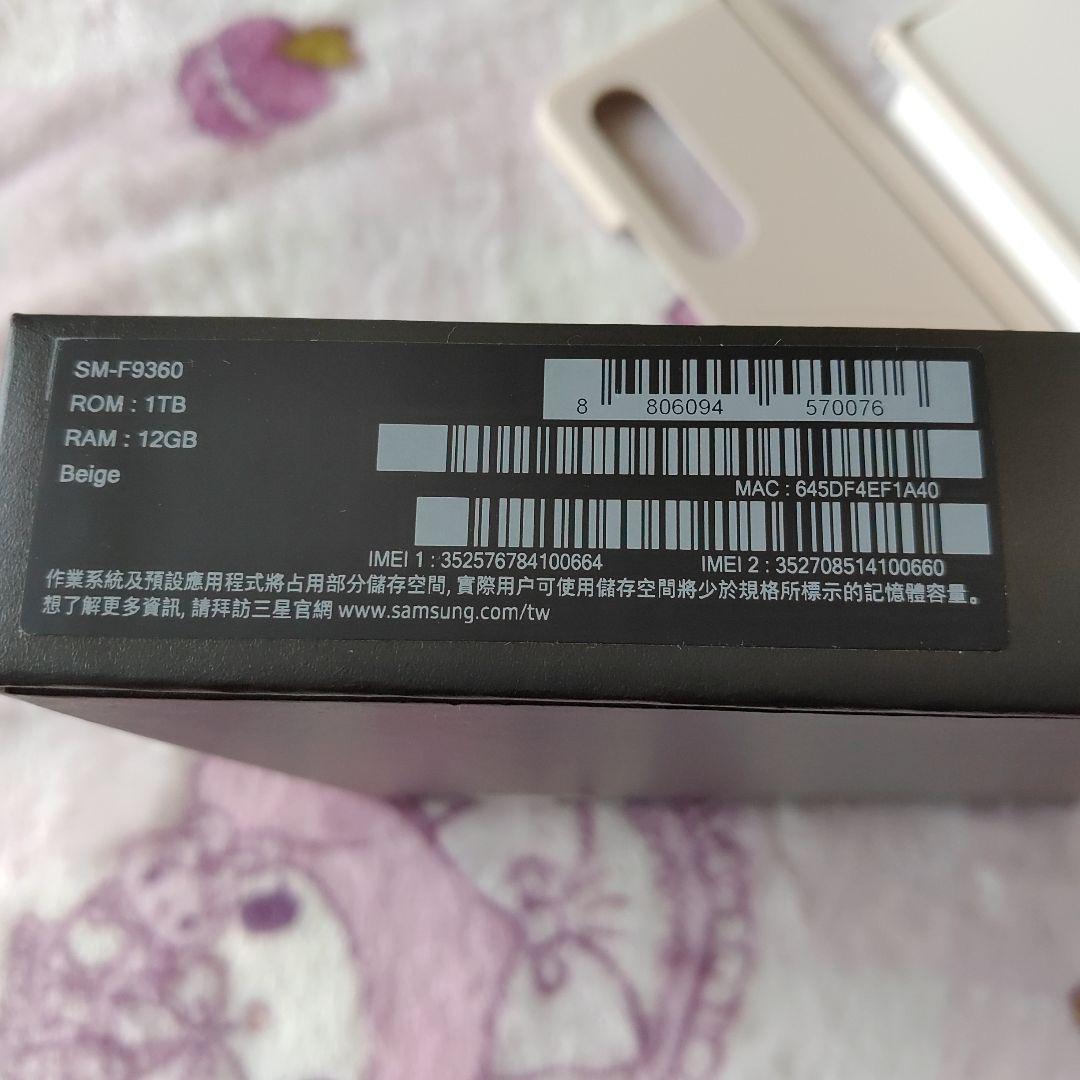 SM-F9360
ROM : 1TB
RAM : 12GB
Beige
8 806094 570076
MAC : 645DF4EF1A40
IMEI 1 : 352576784100664 IMEI 2 : 352708514100660
作業系統及預設應用程式將占用部分儲存空間, 實際用户可使用儲存空間將少於規格所標示的記憶體容量。
想了解更多資訊, 請拜訪三星官網 www.samsung.com/tw